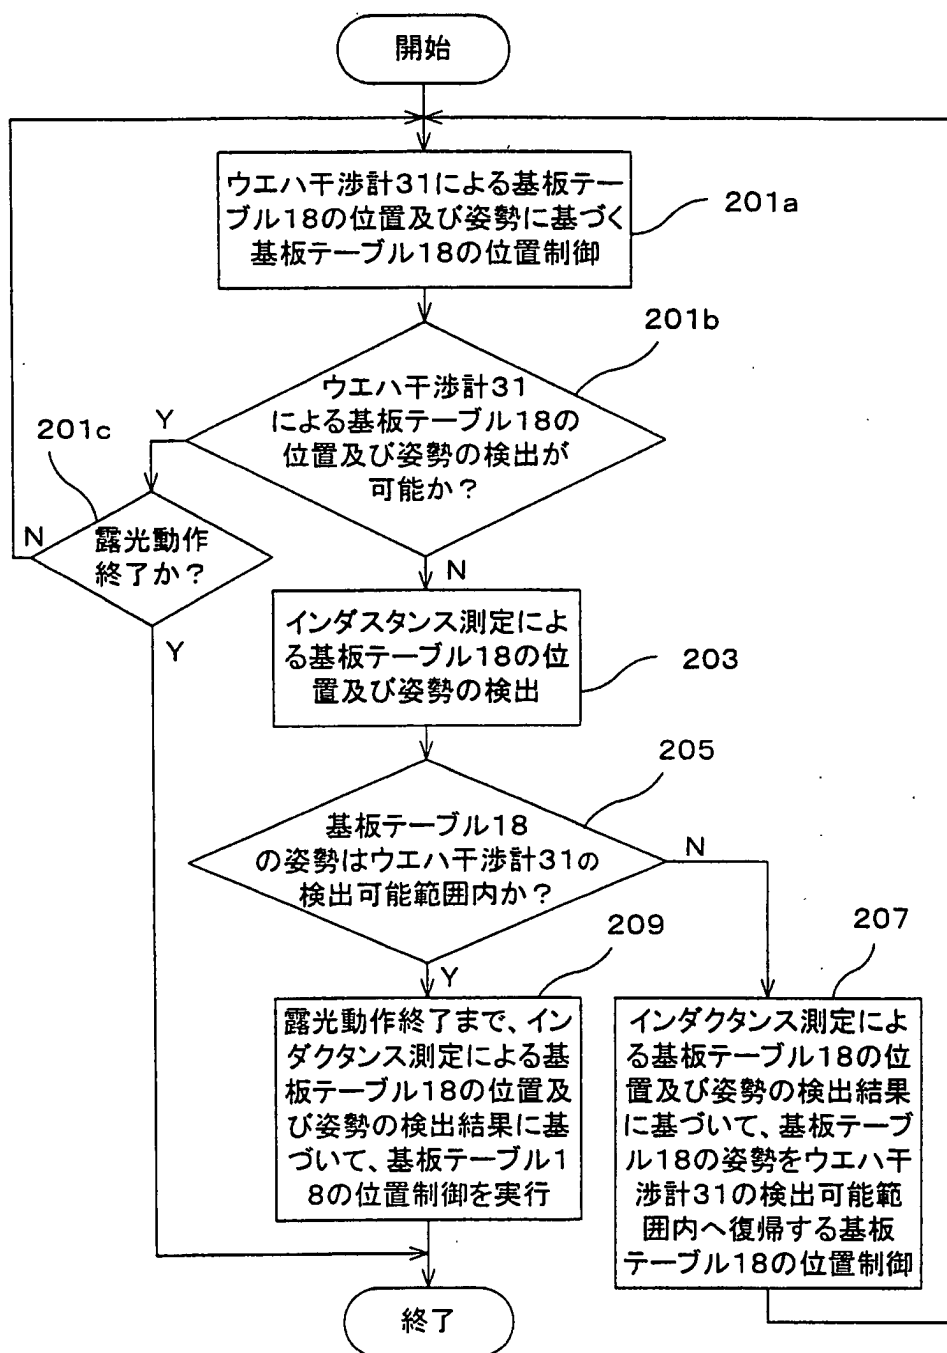 開始
ウエハ干渉計31による基板テー
ブル18の位置及び姿勢に基づく
基板テーブル18の位置制御
201a
201b
ウエハ干渉計31
による基板テーブル18の
位置及び姿勢の検出が
可能か?
Y
201c
N
露光動作
終了か?
Y
N
インダスタンス測定によ
る基板テーブル18の位
置及び姿勢の検出
203
205
基板テーブル18
の姿勢はウエハ干渉計31の
検出可能範囲内か?
N
207
209
Y
露光動作終了まで、イン
ダクタンス測定による基
板テーブル18の位置及
び姿勢の検出結果に基
づいて、基板テーブル1
8の位置制御を実行
インダクタンス測定によ
る基板テーブル18の位
置及び姿勢の検出結果
に基づいて、基板テーブ
ル18の姿勢をウエハ干
渉計31の検出可能範
囲内へ復帰する基板
テーブル18の位置制御
終了